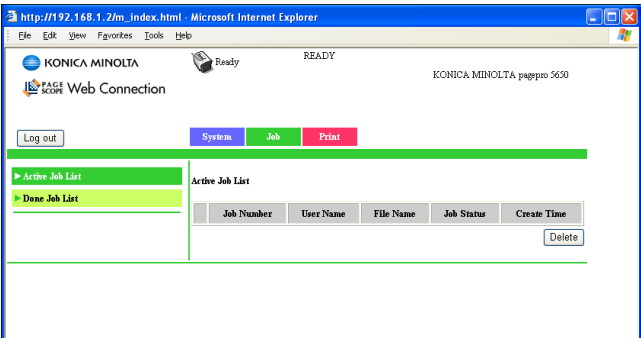 http://192.168.1.2/m_index.html - Microsoft Internet Explorer
File Edit View Favorites Tools Help
KONICA MINOLTA
Ready
READY
KONICA MINOLTA pagepro 5650
PAGE SCOPE Web Connection
Log out
System Job Print
Active Job List
Done Job List
Active Job List
Job Number User Name File Name Job Status Create Time
Delete